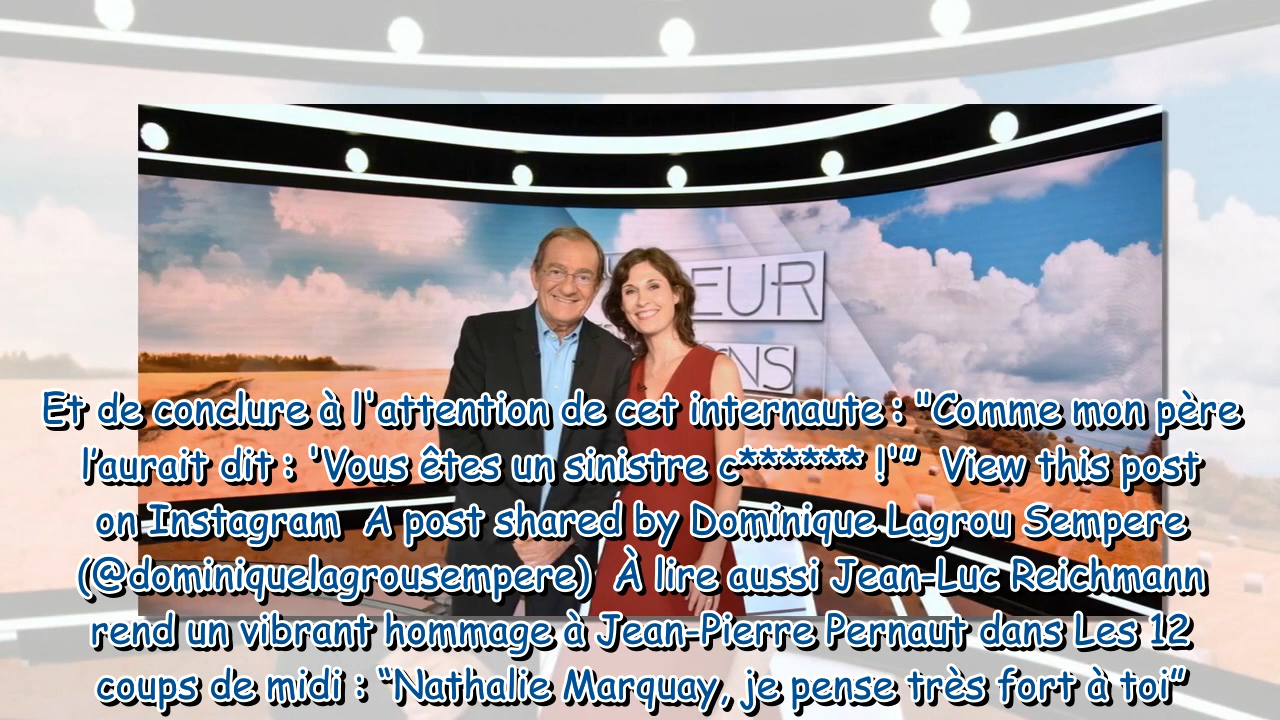 EUR
NS
Et de conclure à l'attention de cet internaute : "Comme mon père
l’aurait dit : 'Vous êtes un sinistre c****** !'”  View this post
on Instagram  A post shared by Dominique Lagrou Sempere
(@dominiquelagrousempere)  À lire aussi Jean-Luc Reichmann
rend un vibrant hommage à Jean-Pierre Pernaut dans Les 12
coups de midi : “Nathalie Marquay, je pense très fort à toi”